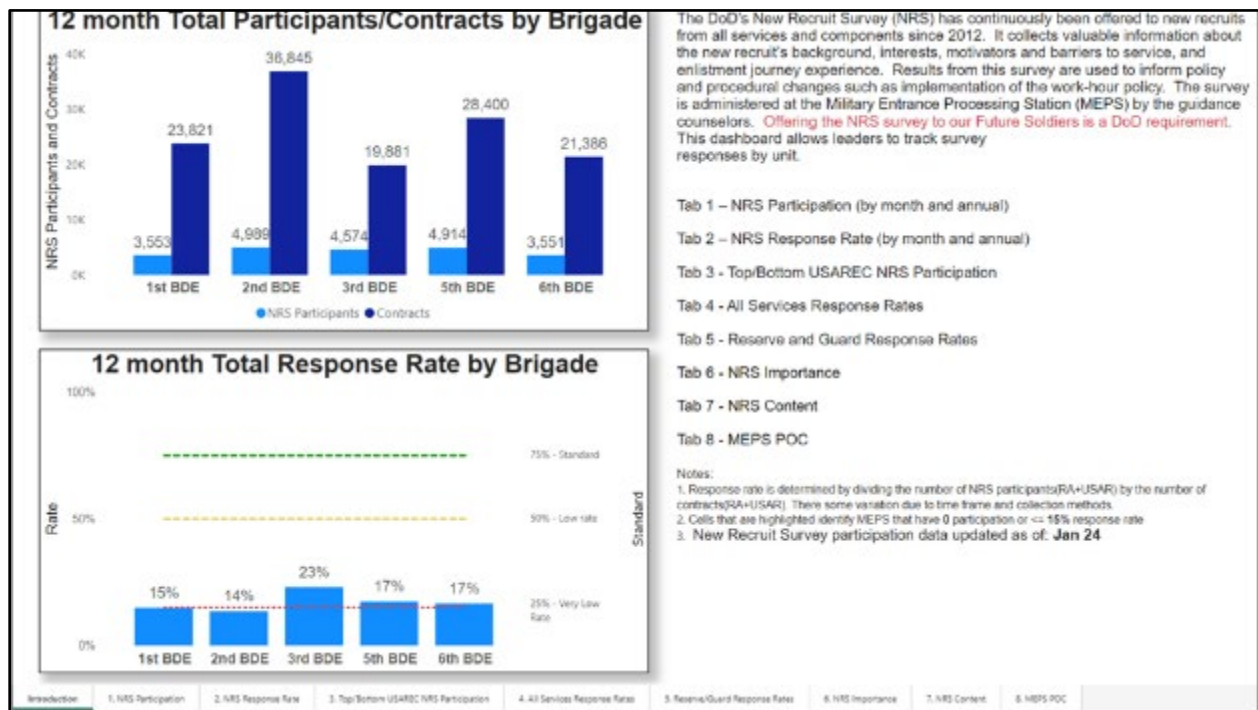 12 month Total Participants/Contracts by Brigade
NRS Participants and Contracts
40K
30K
20K
10K
0K
3,553
23,821
4,989
36,845
4,574
19,881
4,914
28,400
3,551
21,386
1st BDE 2nd BDE 3rd BDE 5th BDE 6th BDE
NRS Participants Contracts
12 month Total Response Rate by Brigade
Rate
100%
50%
0%
75% - Standard
50% - Low rate
25% - Very Low
Rate
Standard
15%
14%
23%
17%
17%
1st BDE 2nd BDE 3rd BDE 5th BDE 6th BDE
The DoD's New Recruit Survey (NRS) has continuously been offered to new recruits
from all services and components since 2012. It collects valuable information about
the new recruit's background, interests, motivators and barriers to service, and
enlistment journey experience. Results from this survey are used to inform policy
and procedural changes such as implementation of the work-hour policy. The survey
is administered at the Military Entrance Processing Station (MEPS) by the guidance
counselors. Offering the NRS survey to our Future Soldiers is a DoD requirement.
This dashboard allows leaders to track survey
responses by unit.
Tab 1 – NRS Participation (by month and annual)
Tab 2 – NRS Response Rate (by month and annual)
Tab 3 - Top/Bottom USAREC NRS Participation
Tab 4 - All Services Response Rates
Tab 5 - Reserve and Guard Response Rates
Tab 6 - NRS Importance
Tab 7 - NRS Content
Tab 8 - MEPS POC
Notes:
1. Response rate is determined by dividing the number of NRS participants(RA+USAR) by the number of
contracts(RA+USAR). There some variation due to time frame and collection methods.
2. Cells that are highlighted identify MEPS that have 0 participation or <= 15% response rate
3. New Recruit Survey participation data updated as of: Jan 24
Introduction 1. NRS Participation 2. NRS Response Rate 3. Top/Bottom USAREC NRS Participation 4. All Services Response Rates 5. Reserve/Guard Response Rates 6. NRS Importance 7. NRS Content 8. MEPS POC